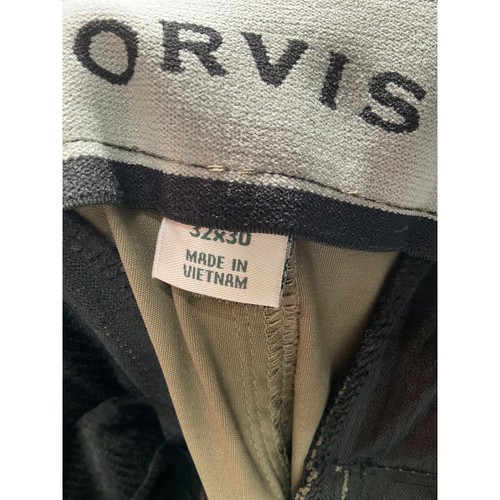 ORVIS
32X30
MADE IN
VIETNAM